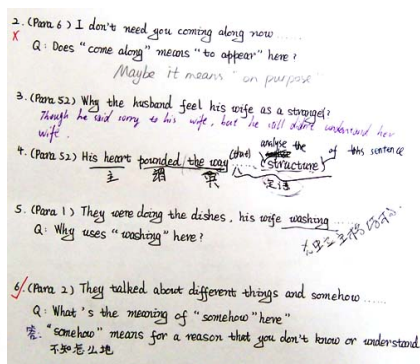 2. (Para 6) I don't need you coming along now ......
X
Q: Does "come along" means "to appear" here?
Maybe it means "on purpose"
3. (Para 52) Why the husband feel his wife as a stranger?
Though he said sorry to his wife, but he still didn't understand her
wife.
4. (Para 52) His heart pounded the way (that) ...... analyse the (structure) of this sentence
主 谓 宾 定语
5. (Para 1) They were doing the dishes, his wife washing ......
Q: Why uses "washing" here?
6. (Para 2) They talked about different things and somehow ......
Q: What's the meaning of "somehow" here"
答: "somehow" means for a reason that you don't know or understand
不知怎么地